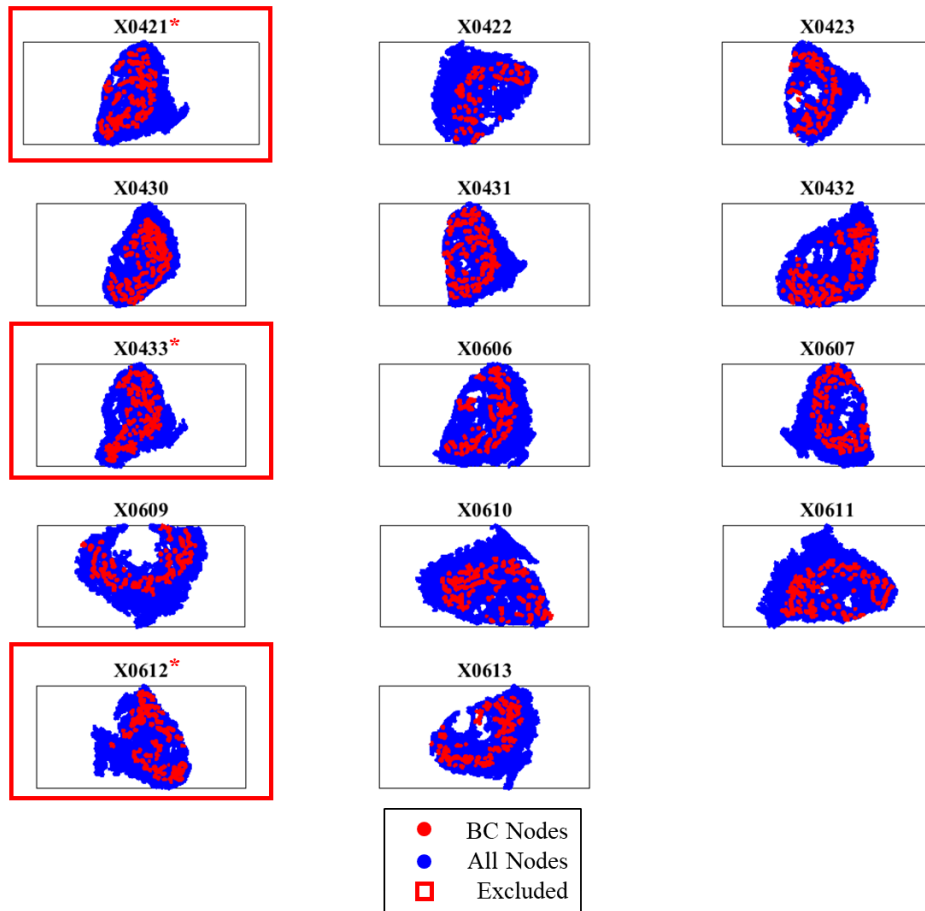 X0421*
X0422
X0423
X0430
X0431
X0432
X0433*
X0606
X0607
X0609
X0610
X0611
X0612*
X0613
BC Nodes
All Nodes
Excluded